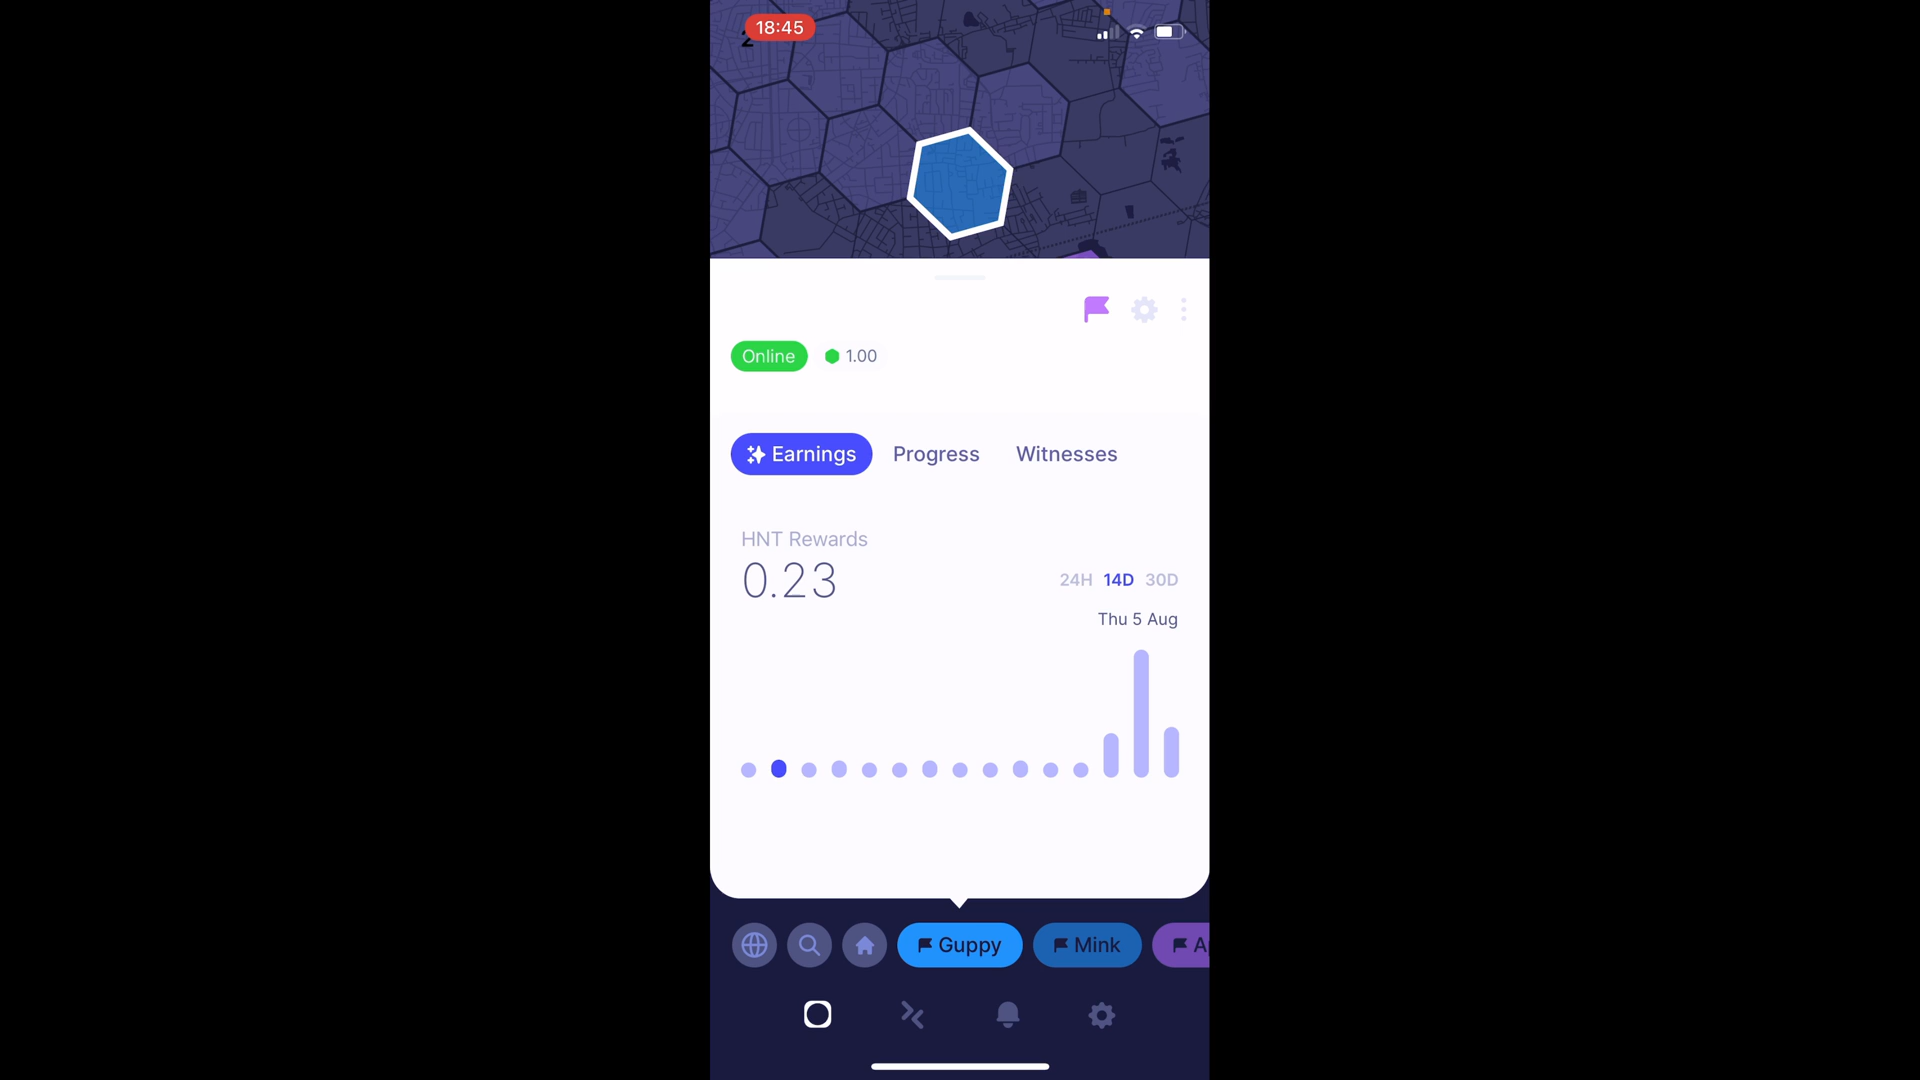 18:45
Online 1.00
Earnings Progress Witnesses
HNT Rewards
0.23
24H 14D 30D
Thu 5 Aug
Guppy Mink